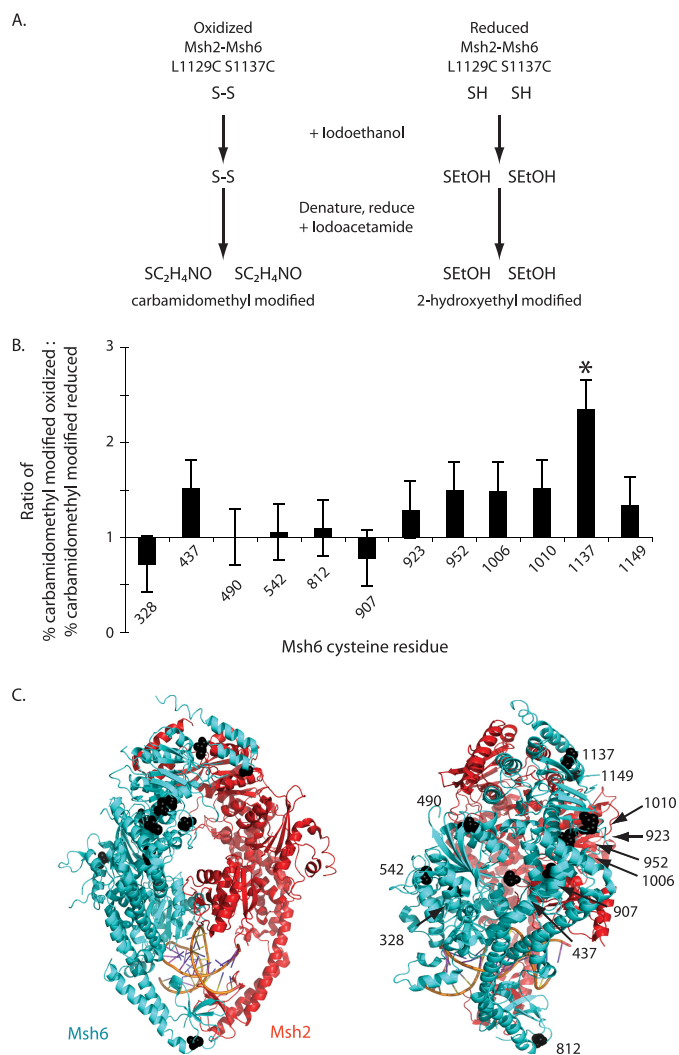 A.
Oxidized
Msh2-Msh6
L1129C S1137C
S-S
Reduced
Msh2-Msh6
L1129C S1137C
SH SH
+ Iodoethanol
S-S
SEtOH SEtOH
Denature, reduce
+ Iodoacetamide
SC₂H₄NO SC₂H₄NO
carbamidomethyl modified
SEtOH SEtOH
2-hydroxyethyl modified
B.
Ratio of
% carbamidomethyl modified oxidized :
% carbamidomethyl modified reduced
3
2
1
0
*
328
437
490
542
812
907
923
952
1006
1010
1137
1149
Msh6 cysteine residue
C.
Msh6
Msh2
1137
1149
490
1010
923
952
1006
542
907
328
437
812